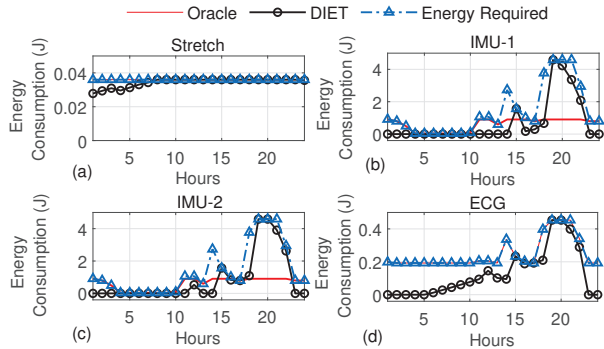 Oracle DIET Energy Required
Stretch
IMU-1
Energy
Consumption (J)
0.04
0.02
0
5 10 15 20
(a)
Hours
Energy
Consumption (J)
4
2
0
5 10 15 20
(b)
Hours
IMU-2
ECG
Energy
Consumption (J)
4
2
0
5 10 15 20
(c)
Hours
Energy
Consumption (J)
0.4
0.2
0
5 10 15 20
(d)
Hours